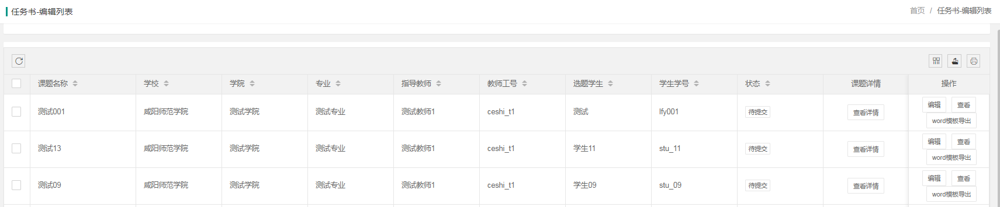 任务书-编辑列表
首页 / 任务书-编辑列表
课题名称 学校 学院 专业 指导教师 教师工号 选题学生 学生学号 状态 课题详情 操作
测试001 咸阳师范学院 测试学院 测试专业 测试教师1 ceshi_t1 测试 lfy001 待提交 查看详情 编辑 查看
word模板导出
测试13 咸阳师范学院 测试学院 测试专业 测试教师1 ceshi_t1 学生11 stu_11 待提交 查看详情 编辑 查看
word模板导出
测试09 咸阳师范学院 测试学院 测试专业 测试教师1 ceshi_t1 学生09 stu_09 待提交 查看详情 编辑 查看
word模板导出